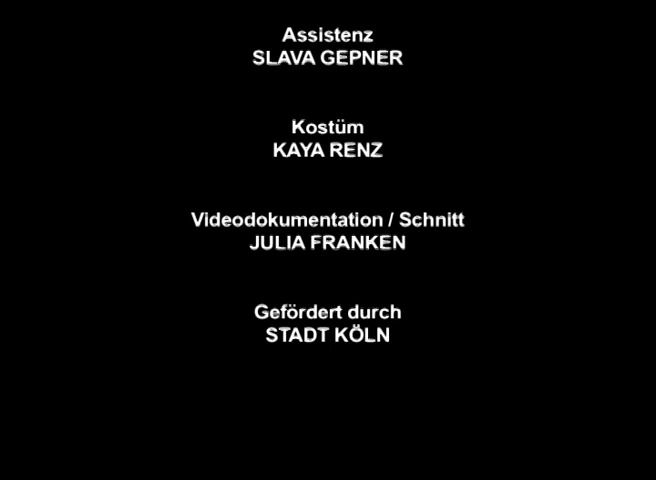 Assistenz
SLAVA GEPNER
Kostüm
KAYA RENZ
Videodokumentation / Schnitt
JULIA FRANKEN
Gefördert durch
STADT KÖLN